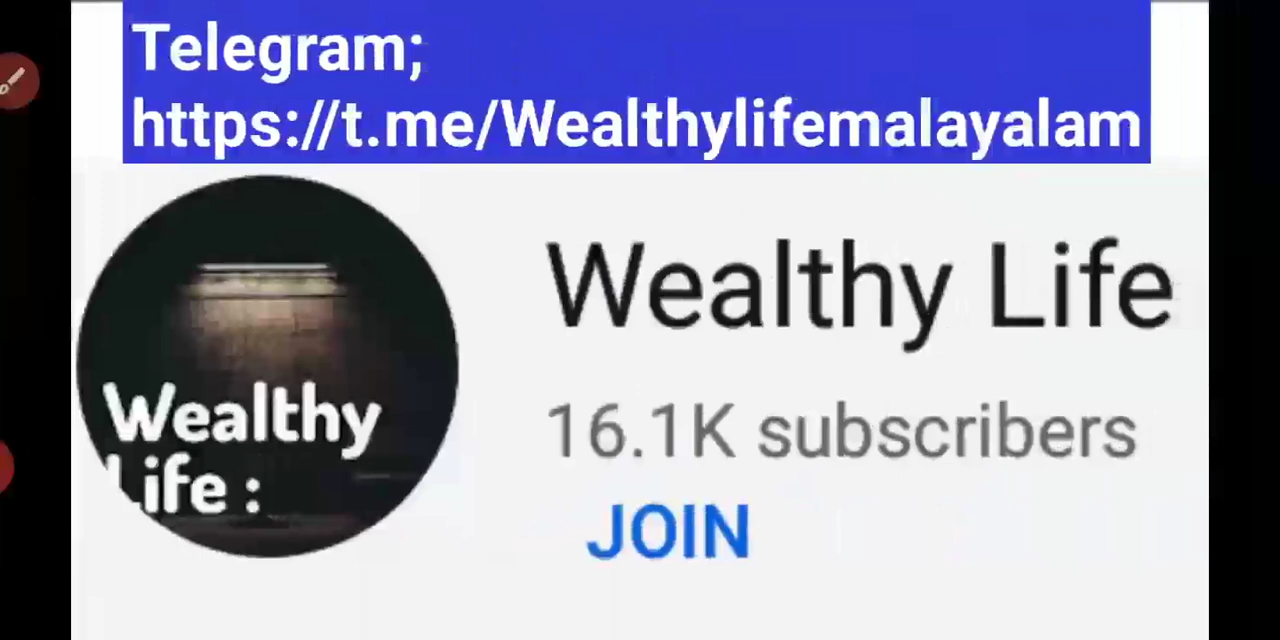 Telegram;
https://t.me/Wealthylifemalayalam
Wealthy
Life :
Wealthy Life
16.1K subscribers
JOIN